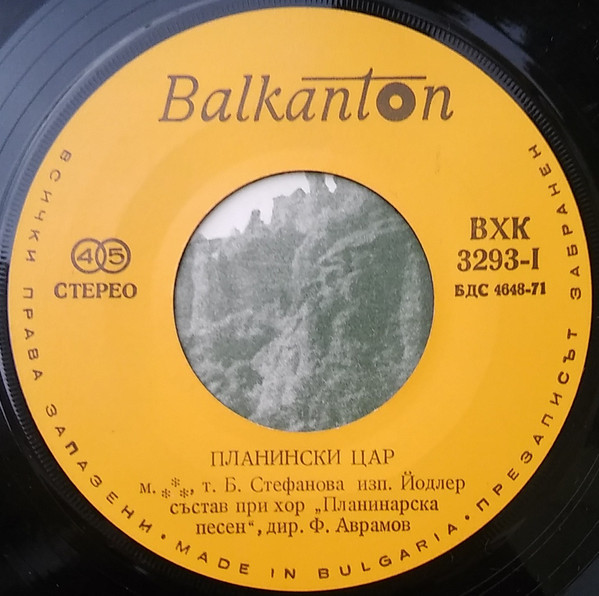 Balkanton
45
СТЕРЕО
ВХК
3293-I
БДС 4648-71
ПЛАНИНСКИ ЦАР
м. ⁂, т. Б. Стефанова изп. Йодлер
състав при хор „Планинарска
песен“, дир. Ф. Аврамов
ВСИЧКИ ПРАВА ЗАПАЗЕНИ • MADE IN BULGARIA • ПРЕЗАПИСЪТ ЗАБРАНЕН